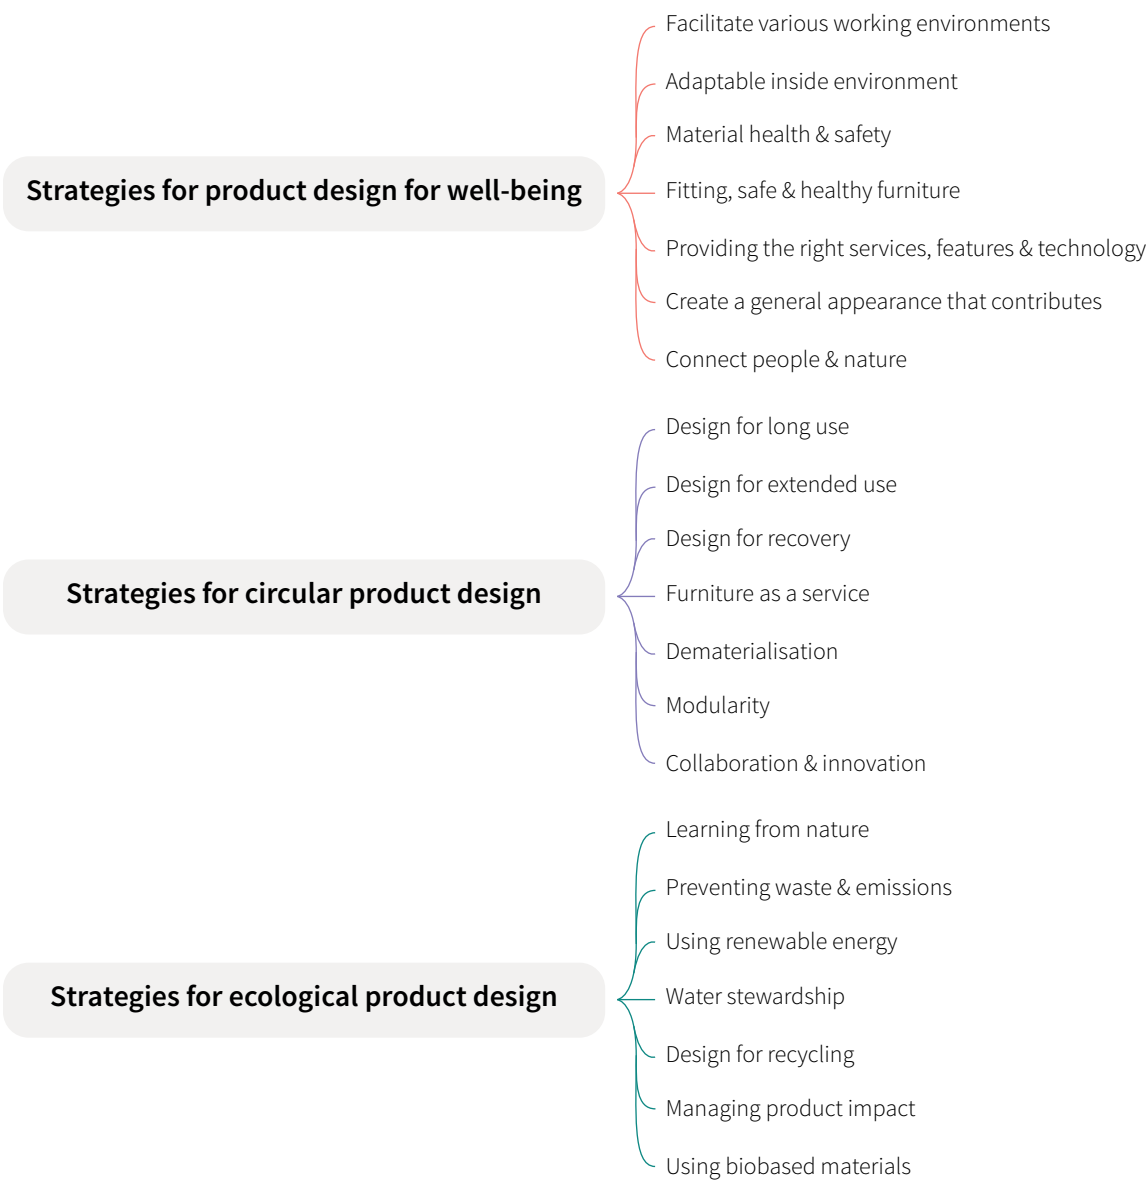 Strategies for product design for well-being
Facilitate various working environments
Adaptable inside environment
Material health & safety
Fitting, safe & healthy furniture
Providing the right services, features & technology
Create a general appearance that contributes
Connect people & nature
Strategies for circular product design
Design for long use
Design for extended use
Design for recovery
Furniture as a service
Dematerialisation
Modularity
Collaboration & innovation
Strategies for ecological product design
Learning from nature
Preventing waste & emissions
Using renewable energy
Water stewardship
Design for recycling
Managing product impact
Using biobased materials